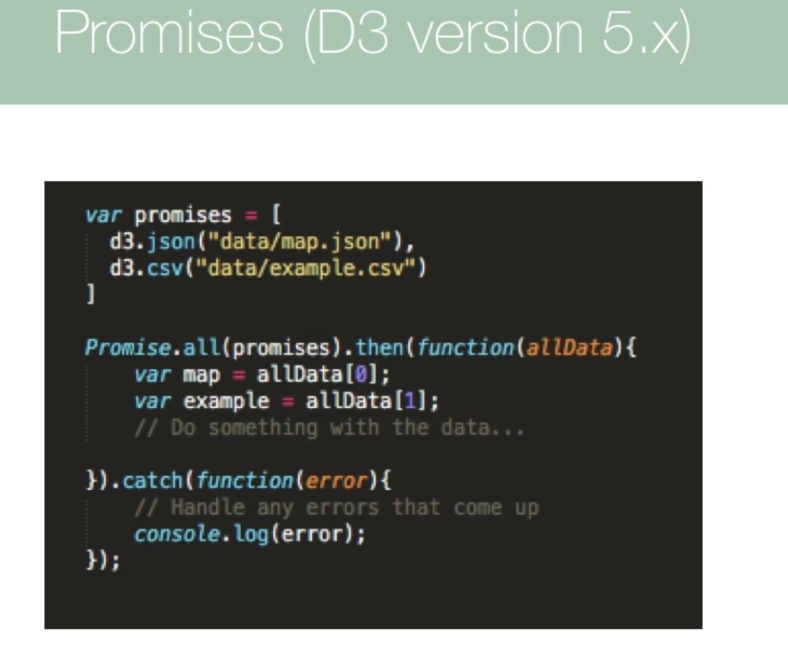 Promises (D3 version 5.x)
var promises = [
  d3.json("data/map.json"),
  d3.csv("data/example.csv")
]
Promise.all(promises).then(function(allData){
    var map = allData[0];
    var example = allData[1];
    // Do something with the data...
}).catch(function(error){
    // Handle any errors that come up
    console.log(error);
});